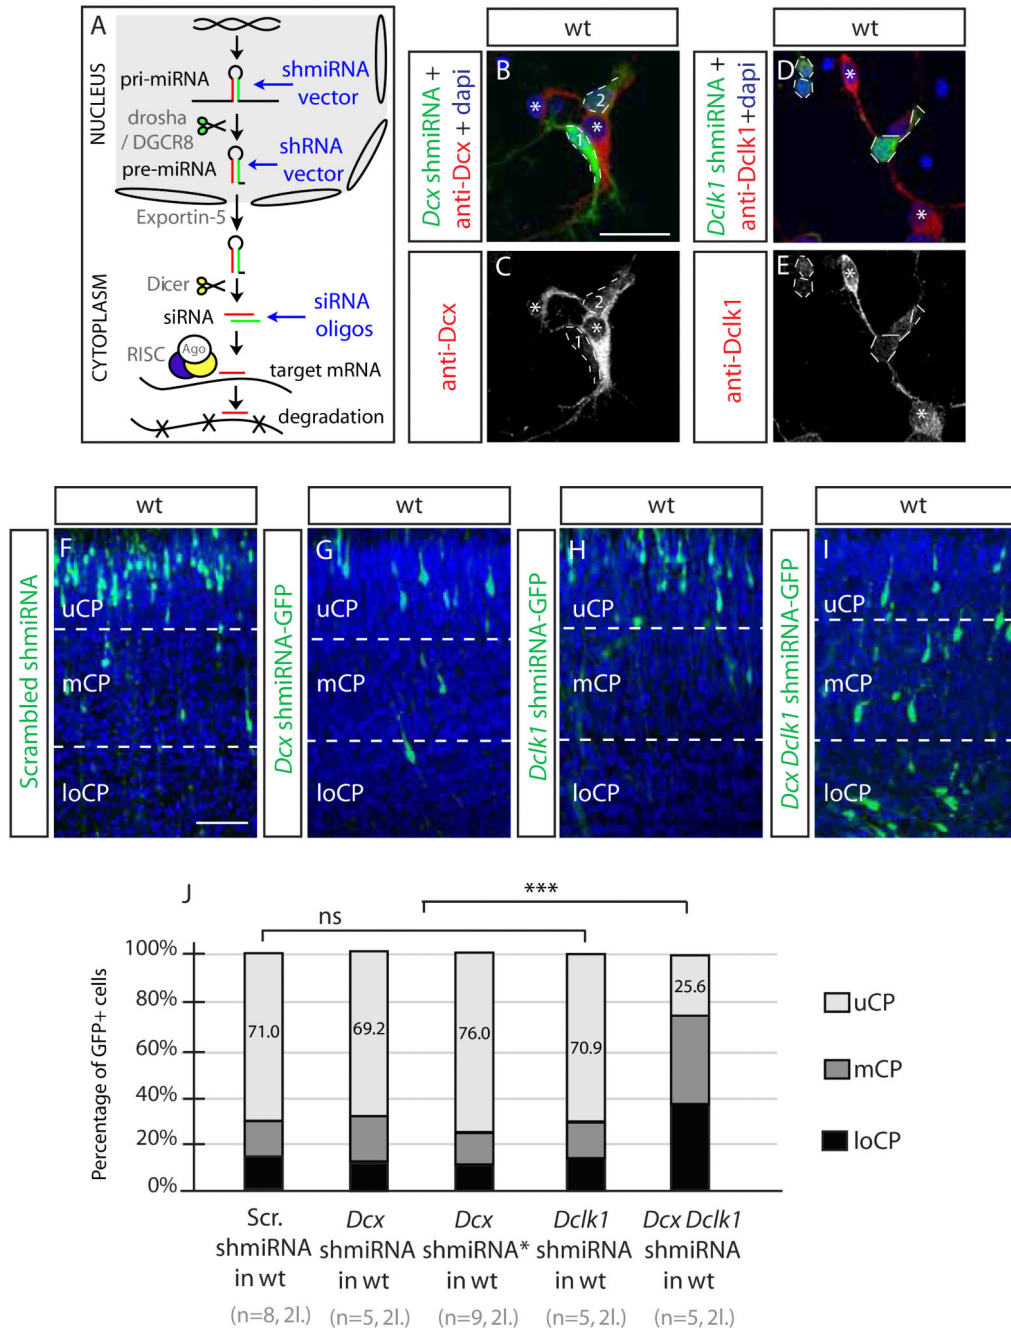 A
NUCLEUS
pri-miRNA
shmiRNA
vector
drosha
/ DGCR8
shRNA
vector
pre-miRNA
Exportin-5
CYTOPLASM
Dicer
siRNA
siRNA
oligos
RISC
Ago
target mRNA
degradation
wt
Dcx shmiRNA +
anti-Dcx + dapi
B
2
*
*
1
anti-Dcx
C
2
*
*
1
wt
Dclk1 shmiRNA +
anti-Dclk1+dapi
D
*
*
anti-Dclk1
E
*
*
wt
Scrambled shmiRNA
F
uCP
mCP
loCP
wt
Dcx shmiRNA-GFP
G
uCP
mCP
loCP
wt
Dclk1 shmiRNA-GFP
H
uCP
mCP
loCP
wt
Dcx Dclk1 shmiRNA-GFP
I
uCP
mCP
loCP
J
***
ns
Percentage of GFP+ cells
100%
80%
60%
40%
20%
0%
71.0
69.2
76.0
70.9
25.6
uCP
mCP
loCP
Scr.
shmiRNA
in wt
(n=8, 2l.)
Dcx
shmiRNA
in wt
(n=5, 2l.)
Dcx
shmiRNA*
in wt
(n=9, 2l.)
Dclk1
shmiRNA
in wt
(n=5, 2l.)
Dcx Dclk1
shmiRNA
in wt
(n=5, 2l.)